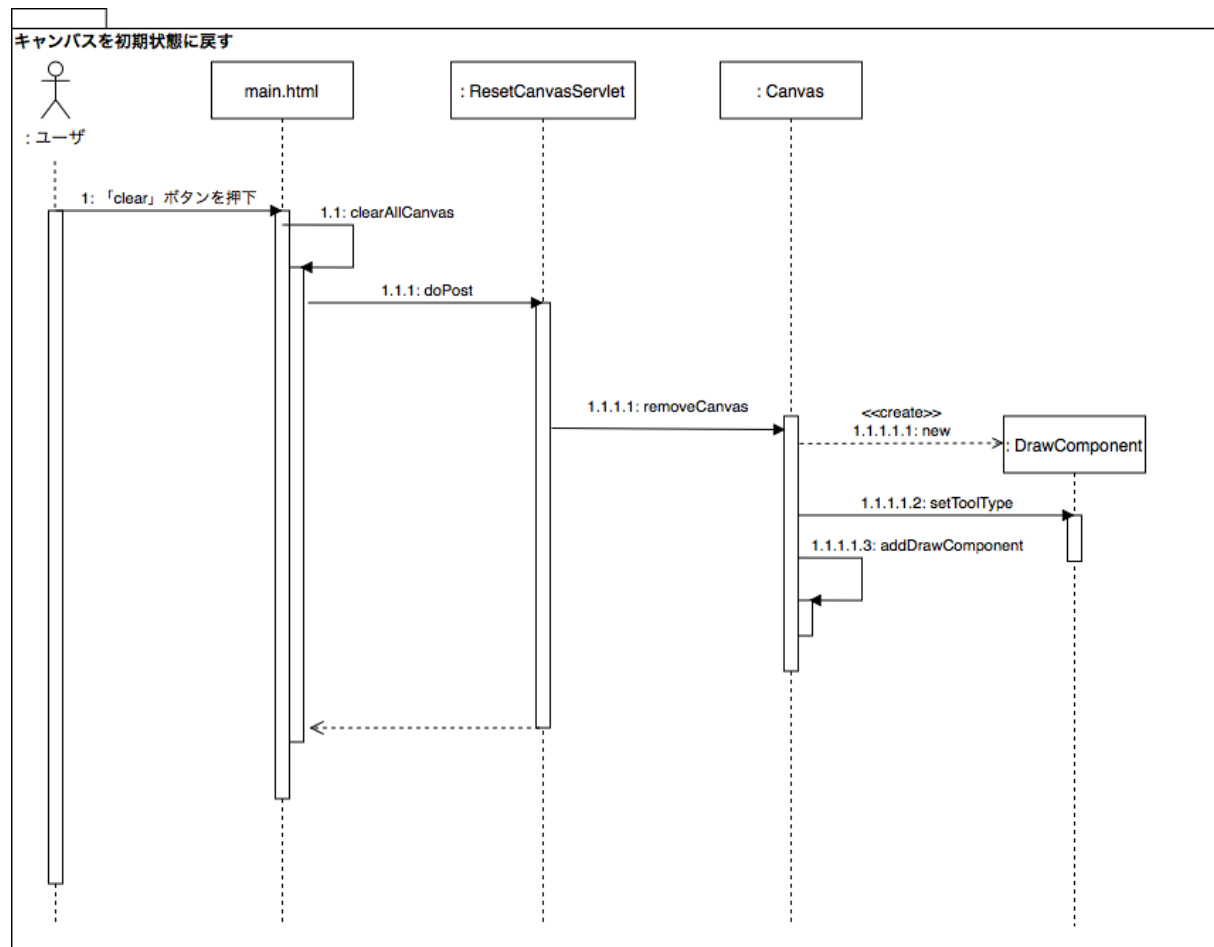 キャンバスを初期状態に戻す
main.html
: ResetCanvasServlet
: Canvas
: ユーザ
1: 「clear」ボタンを押下
1.1: clearAllCanvas
1.1.1: doPost
1.1.1.1: removeCanvas
<<create>>
1.1.1.1.1: new
: DrawComponent
1.1.1.1.2: setToolType
1.1.1.1.3: addDrawComponent